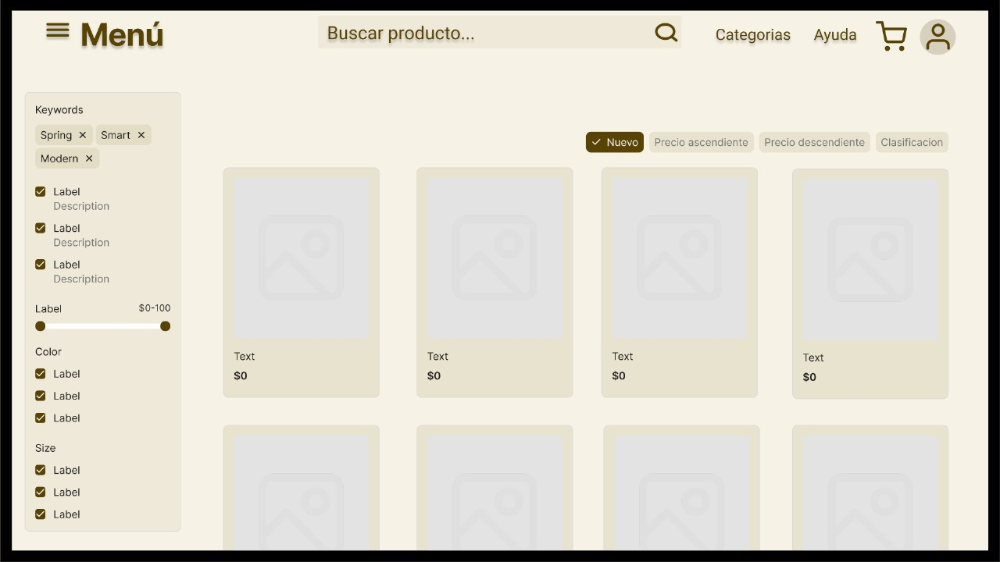 Menú
Buscar producto...
Categorias
Ayuda
Keywords
Spring
Smart
Modern
Label
Description
Label
Description
Label
Description
Label $0-100
Color
Label
Label
Label
Size
Label
Label
Label
Nuevo
Precio ascendiente
Precio descendiente
Clasificacion
Text
$0
Text
$0
Text
$0
Text
$0